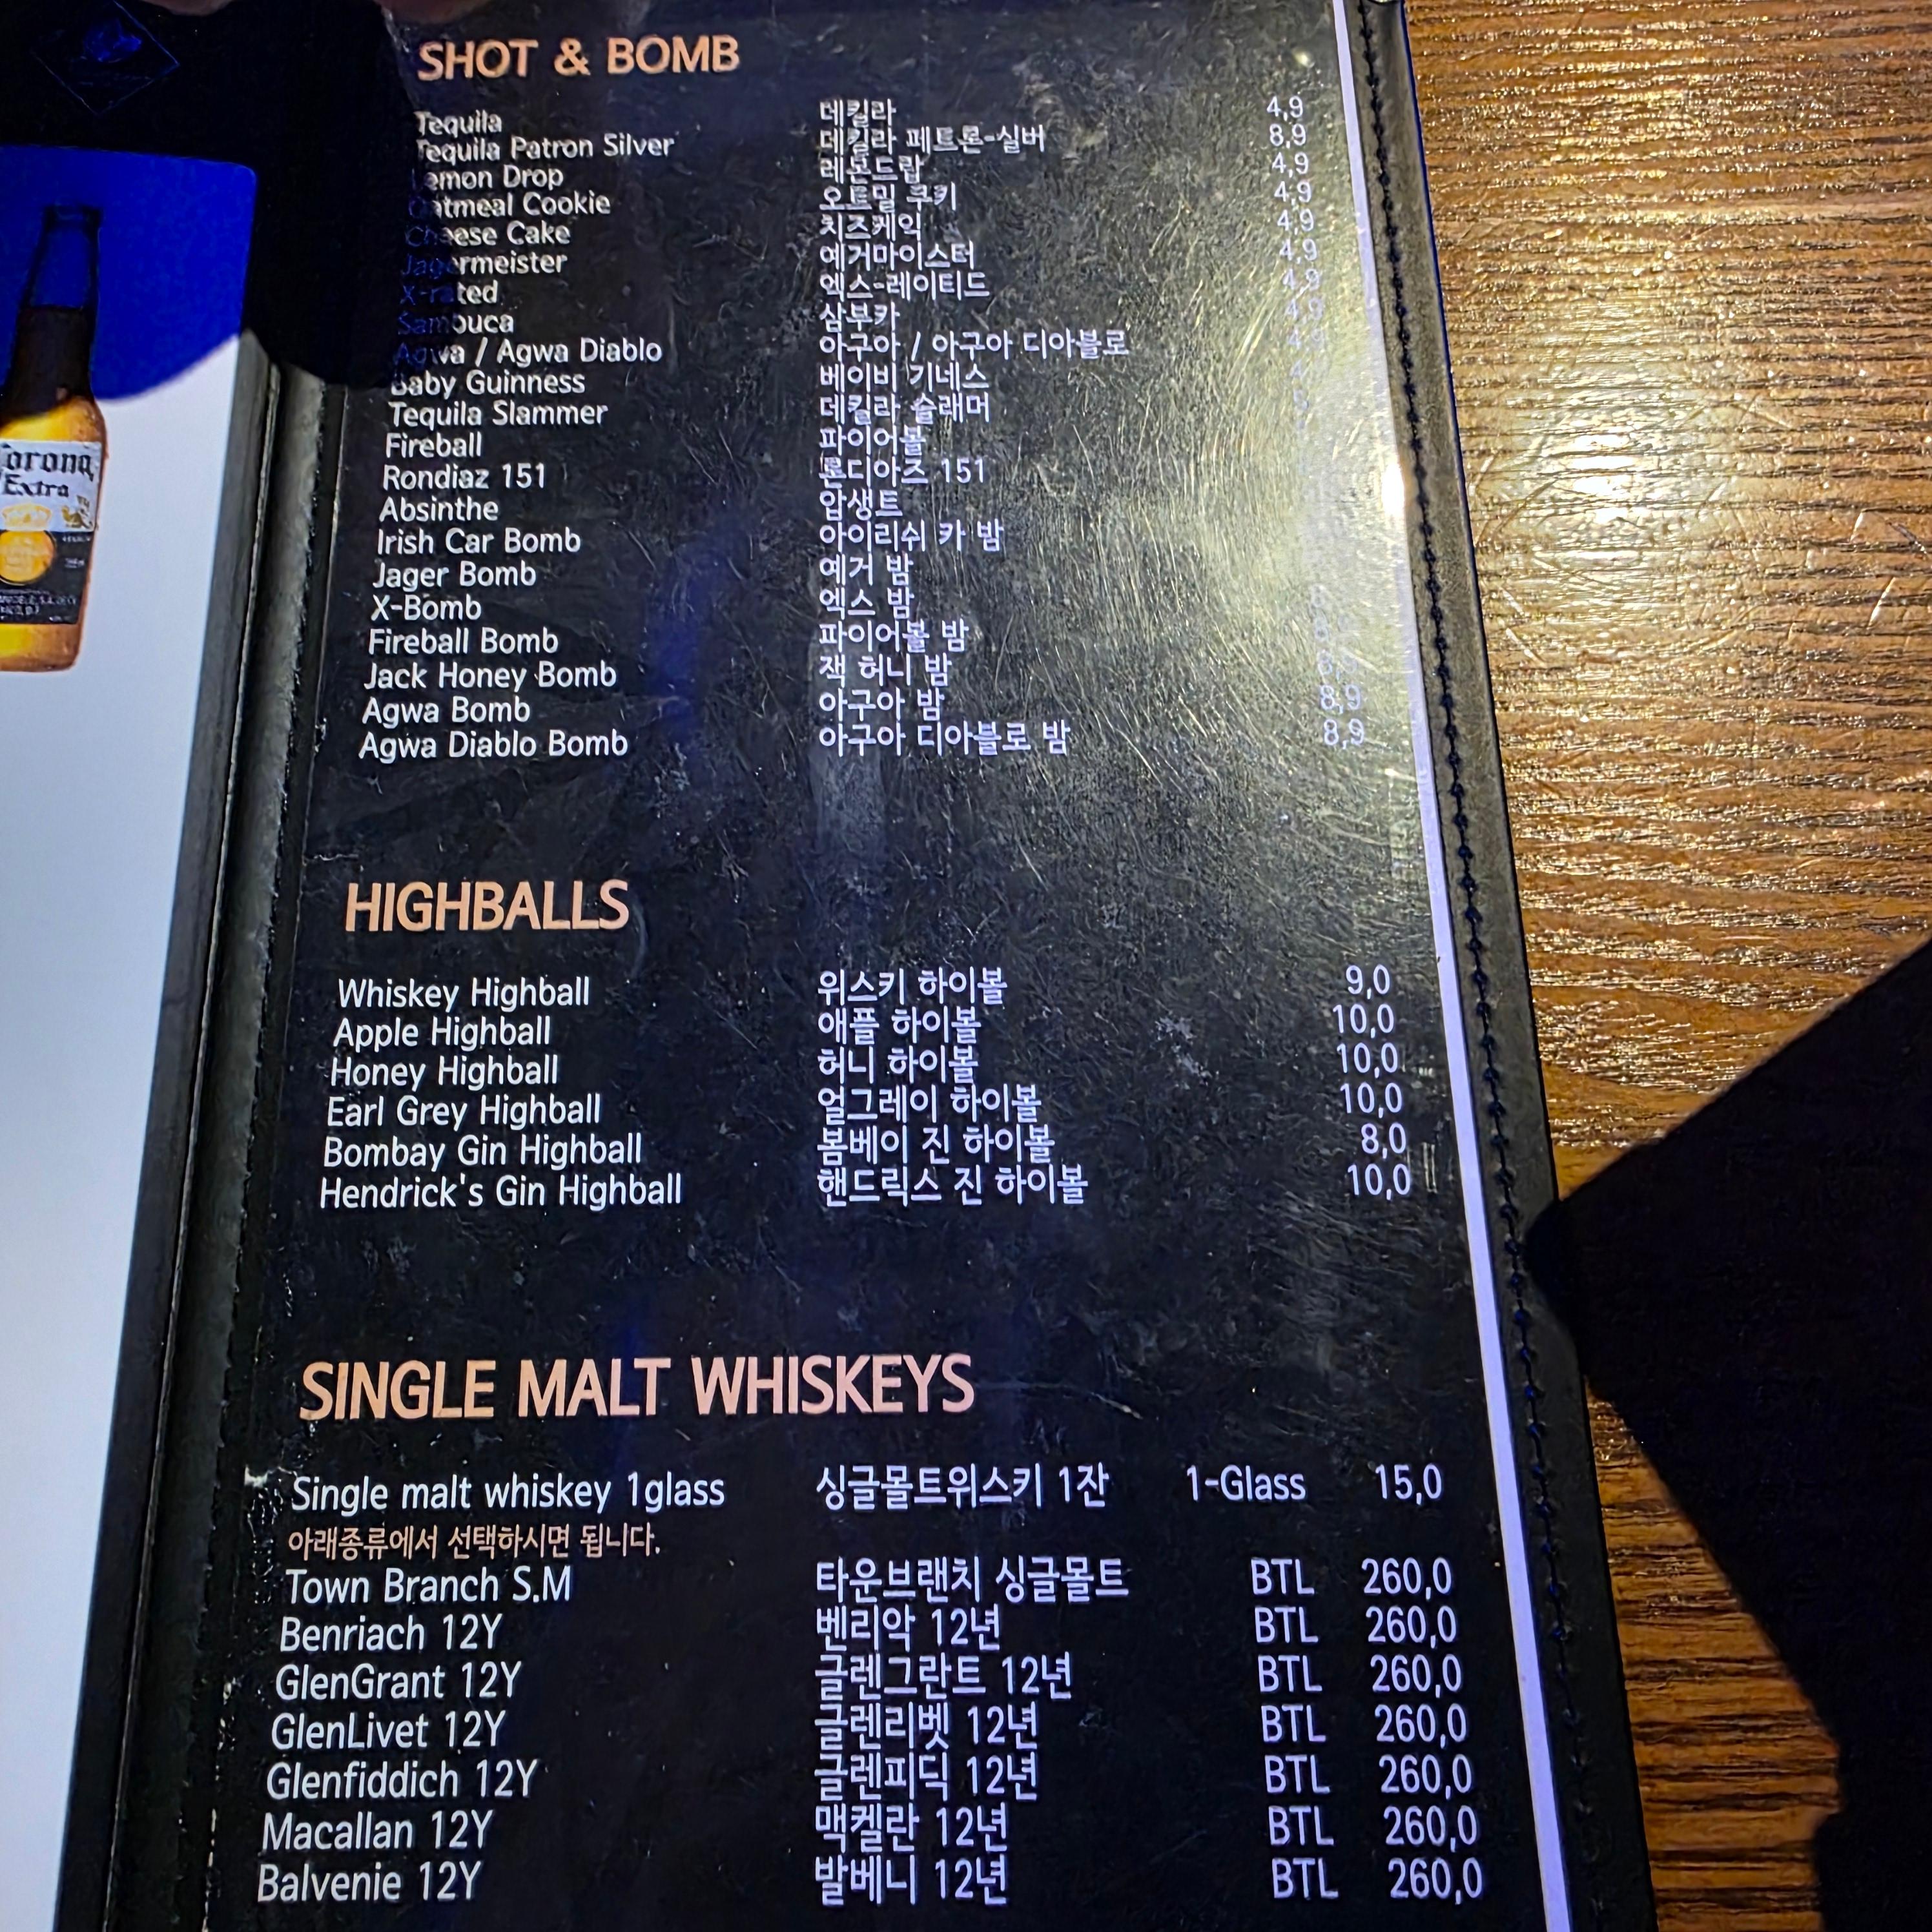 SHOT & BOMB
Tequila 데킬라 4,9
Tequila Patron Silver 데킬라 페트론-실버 8,9
Lemon Drop 레몬드랍 4,9
Oatmeal Cookie 오트밀 쿠키 4,9
Cheese Cake 치즈케익 4,9
Jagermeister 예거마이스터 4,9
X-rated 엑스-레이티드 4,9
Sambuca 삼부카 4,9
Agwa / Agwa Diablo 아구아 / 아구아 디아블로
Baby Guinness 베이비 기네스
Tequila Slammer 데킬라 슬래머
Fireball 파이어볼
Rondiaz 151 론디아즈 151
Absinthe 압생트
Irish Car Bomb 아이리쉬 카 밤
Jager Bomb 예거 밤
X-Bomb 엑스 밤
Fireball Bomb 파이어볼 밤
Jack Honey Bomb 잭 허니 밤
Agwa Bomb 아구아 밤 8,9
Agwa Diablo Bomb 아구아 디아블로 밤 8,9
HIGHBALLS
Whiskey Highball 위스키 하이볼 9,0
Apple Highball 애플 하이볼 10,0
Honey Highball 허니 하이볼 10,0
Earl Grey Highball 얼그레이 하이볼 10,0
Bombay Gin Highball 봄베이 진 하이볼 8,0
Hendrick's Gin Highball 핸드릭스 진 하이볼 10,0
SINGLE MALT WHISKEYS
Single malt whiskey 1glass 싱글몰트위스키 1잔 1-Glass 15,0
아래종류에서 선택하시면 됩니다.
Town Branch S.M 타운브랜치 싱글몰트 BTL 260,0
Benriach 12Y 벤리악 12년 BTL 260,0
GlenGrant 12Y 글렌그란트 12년 BTL 260,0
GlenLivet 12Y 글렌리벳 12년 BTL 260,0
Glenfiddich 12Y 글렌피딕 12년 BTL 260,0
Macallan 12Y 맥켈란 12년 BTL 260,0
Balvenie 12Y 발베니 12년 BTL 260,0
orona
Extra